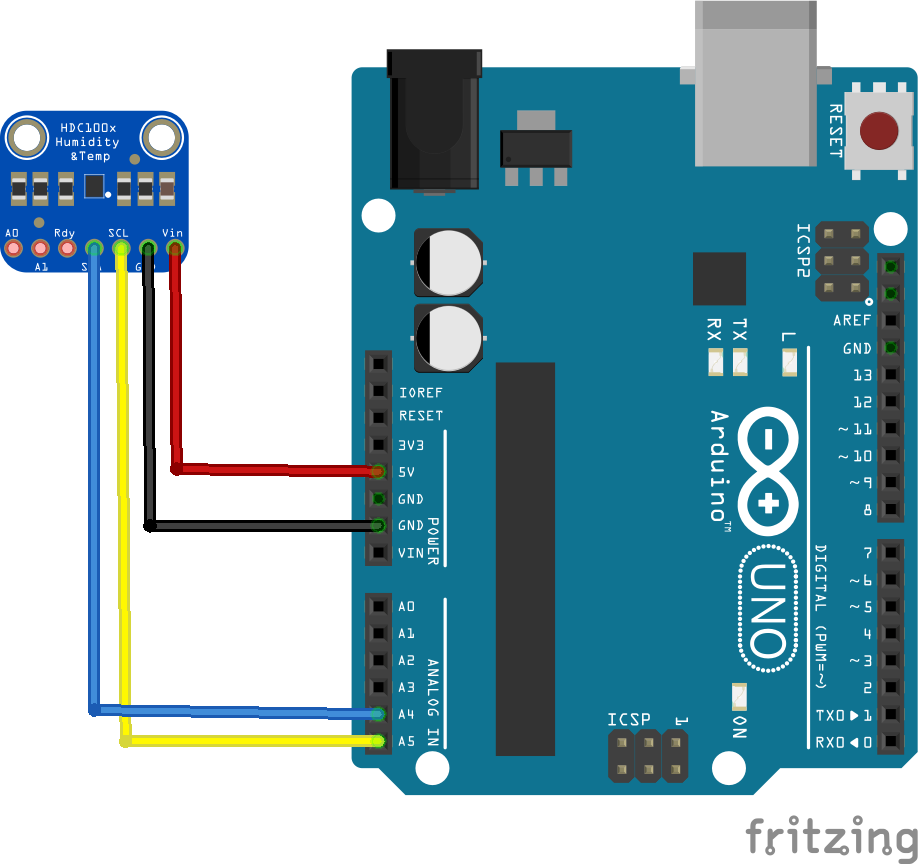 HDC100x
Humidity
&Temp
A0
Rdy
SCL
Vin
A1
RESET
ICSP2
AREF
GND
13
12
~11
~10
~9
8
RX
TX
L
IOREF
RESET
3V3
5V
GND
GND
VIN
POWER
Arduino™
UNO
DIGITAL (PWM=~)
7
~6
~5
4
~3
2
TX0▶1
RX0◀0
A0
A1
A2
A3
A4
A5
ANALOG IN
ICSP
1
ON
fritzing